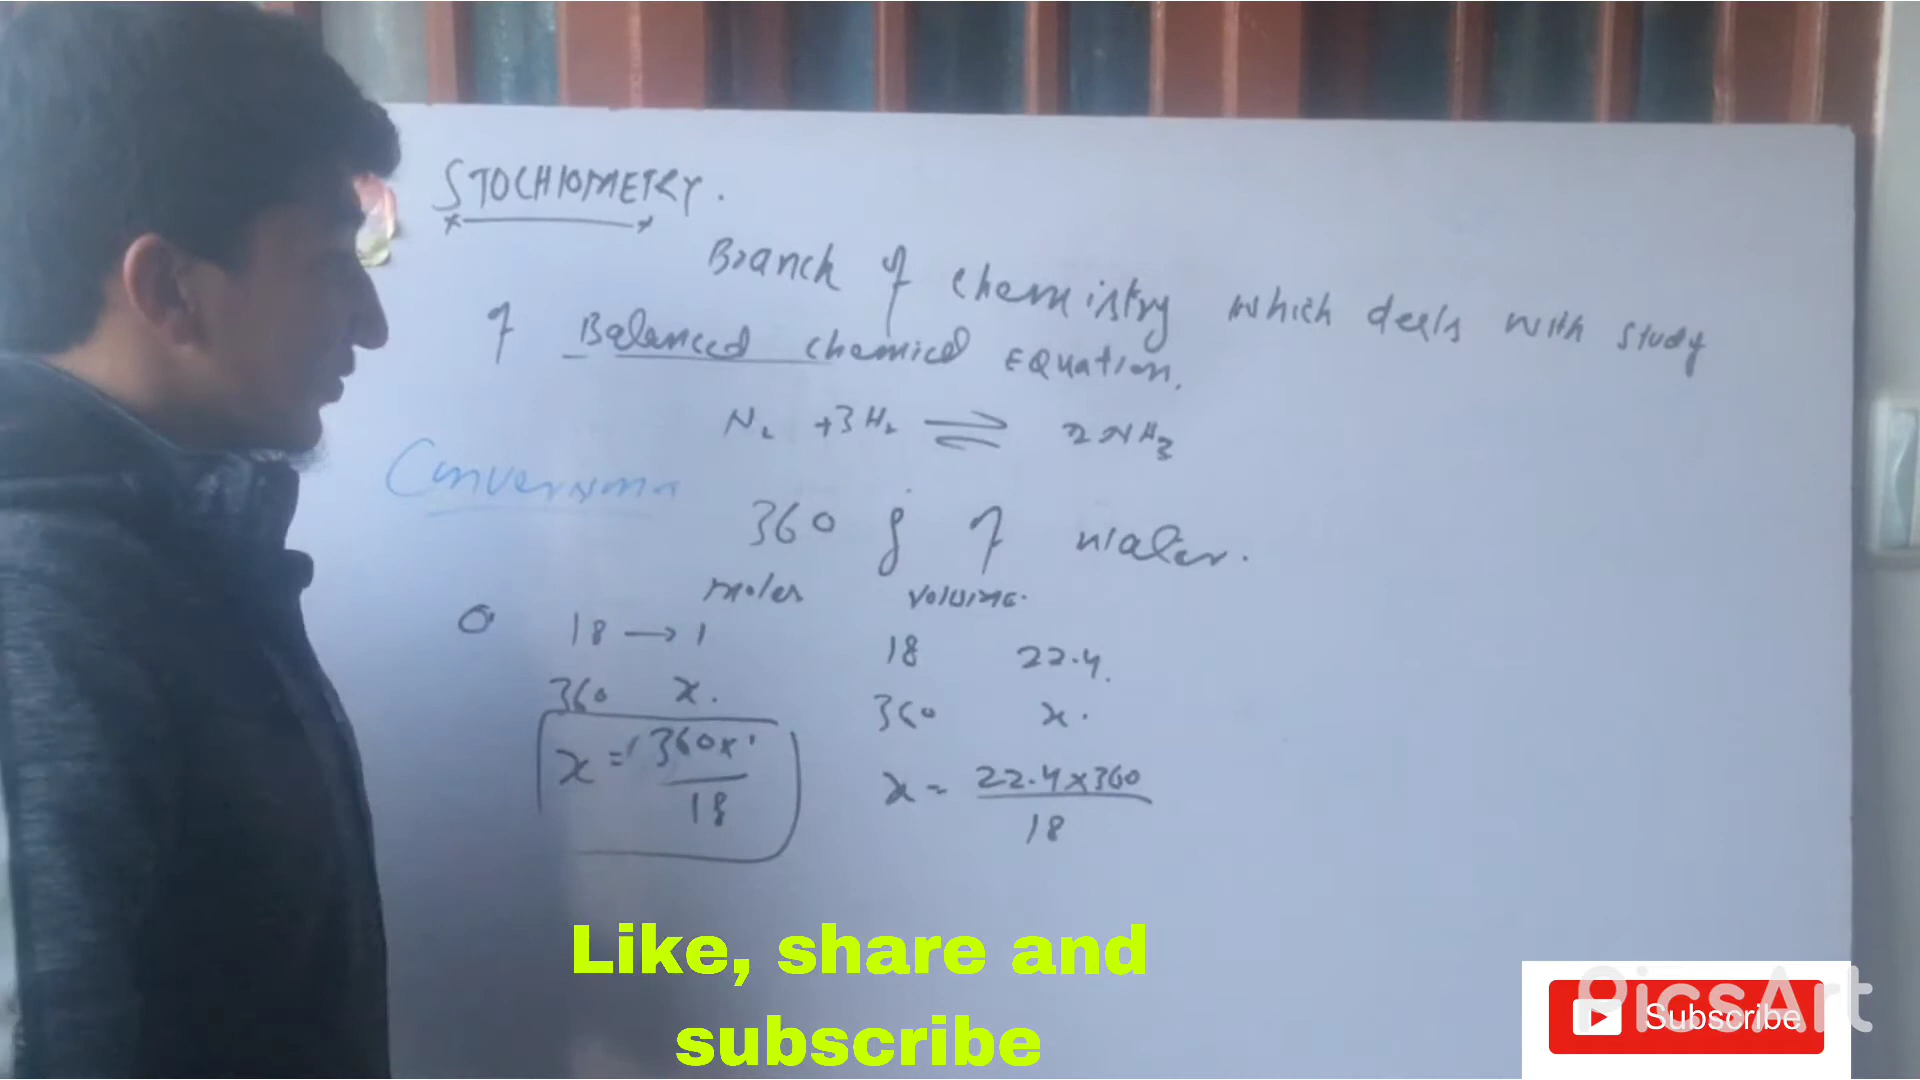 STOCHIOMETRY.
Branch of chemistry which deals with study
of Balanced chemical EQuation.
N₂ + 3H₂ ⇌ 2NH₃
Conversions
360 g of water.
moles volume.
18 → 1 18 22.4
360 x. 360 x.
x = 360x1/18 x = 22.4x360/18
Like, share and
subscribe
Subscribe
PicsArt